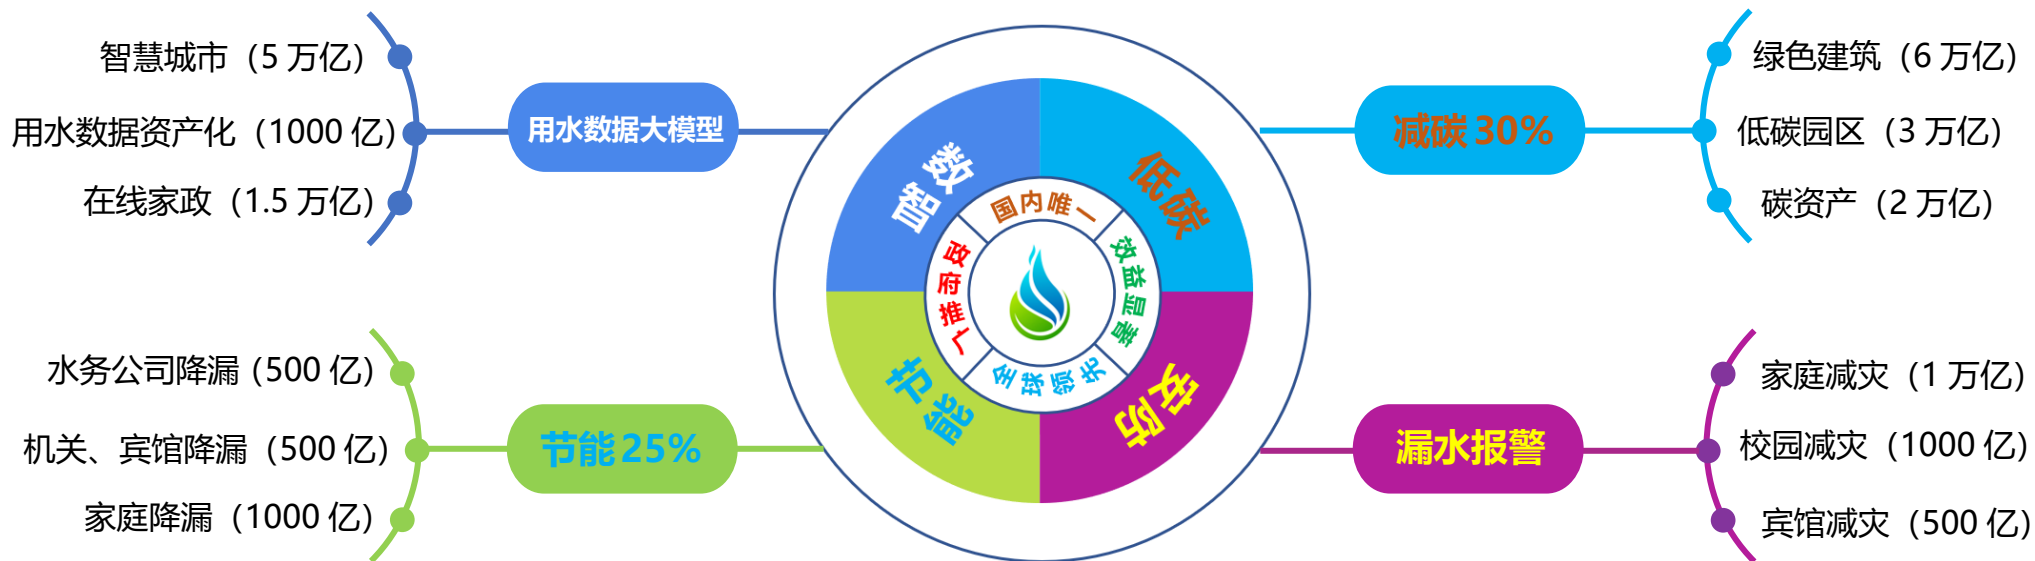 智慧城市（5 万亿）
用水数据资产化（1000 亿）
在线家政（1.5 万亿）
用水数据大模型
水务公司降漏（500 亿）
机关、宾馆降漏（500 亿）
家庭降漏（1000 亿）
节能 25%
数智
低碳
节能
安防
国内唯一
政府推广
效益显著
全球领先
减碳 30%
绿色建筑（6 万亿）
低碳园区（3 万亿）
碳资产（2 万亿）
漏水报警
家庭减灾（1 万亿）
校园减灾（1000 亿）
宾馆减灾（500 亿）